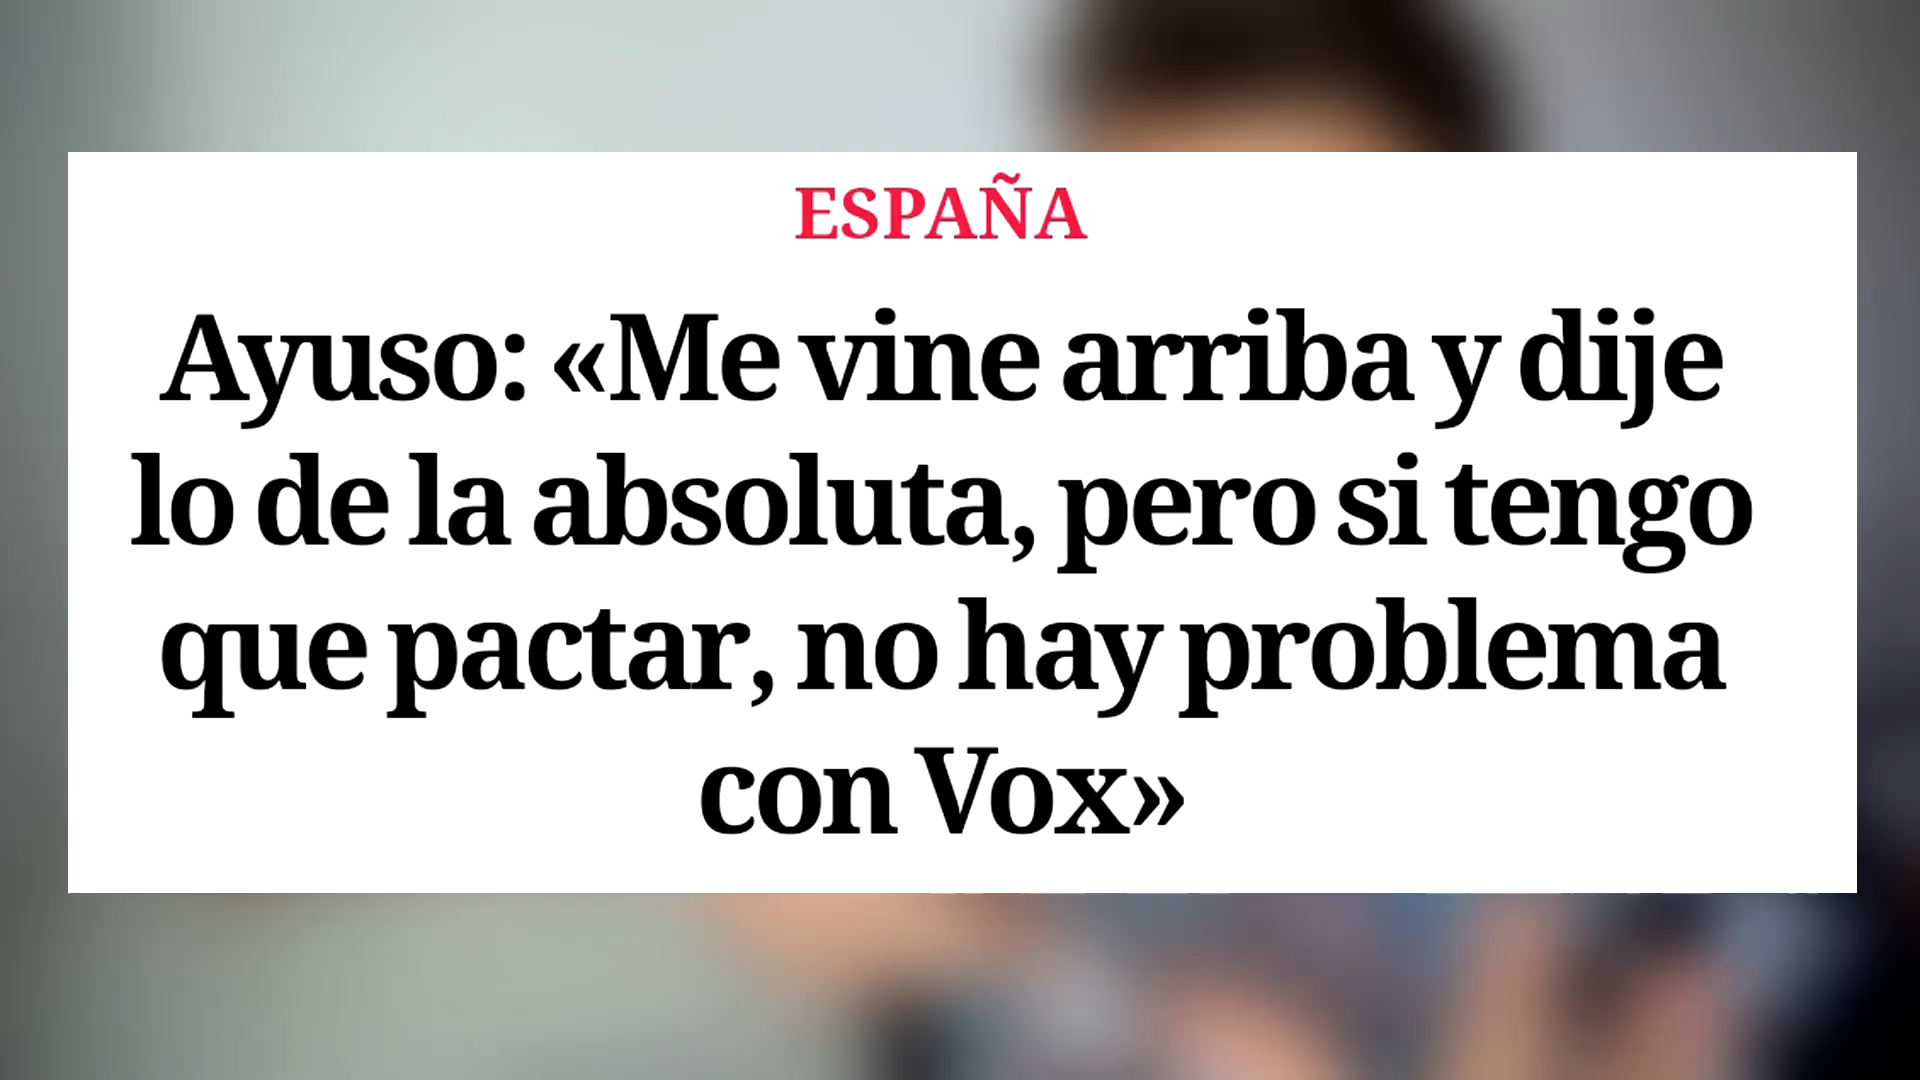 ESPAÑA
Ayuso: «Me vine arriba y dije
lo de la absoluta, pero si tengo
que pactar, no hay problema
con Vox»